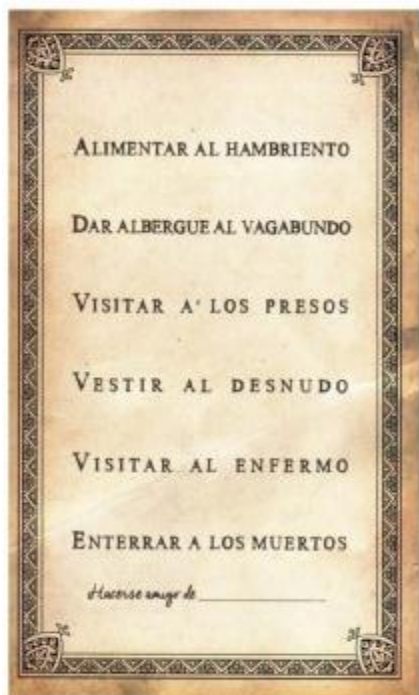 ALIMENTAR AL HAMBRIENTO
DAR ALBERGUE AL VAGABUNDO
VISITAR A' LOS PRESOS
VESTIR AL DESNUDO
VISITAR AL ENFERMO
ENTERRAR A LOS MUERTOS
Hacerse amigo de ______________